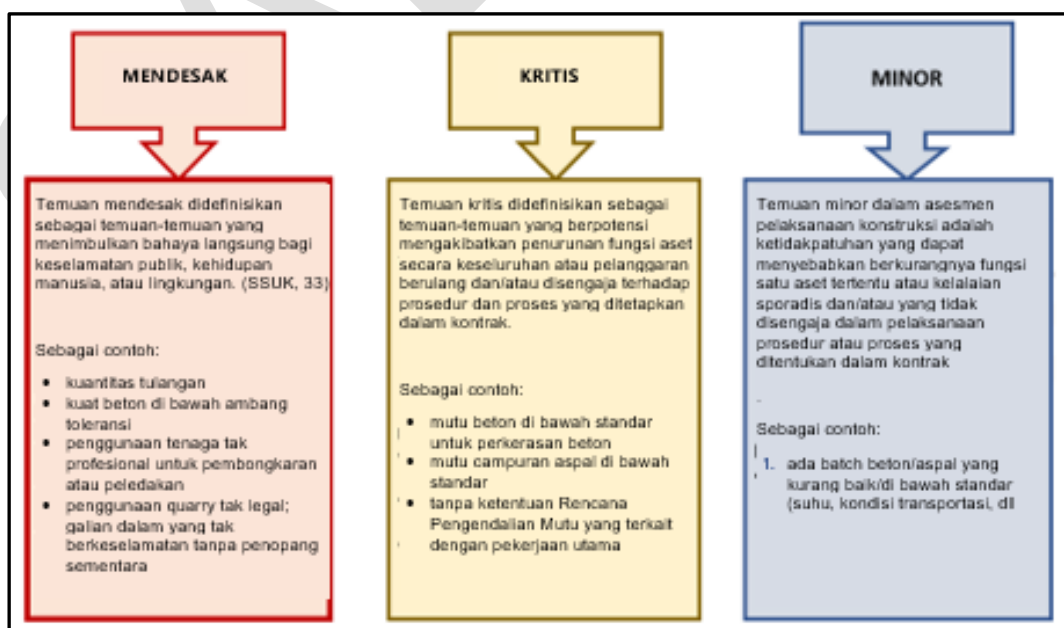 MENDESAK
Temuan mendesak didefinisikan
sebagai temuan-temuan yang
menimbulkan bahaya langsung bagi
keselamatan publik, kehidupan
manusia, atau lingkungan. (SSUK, 33)
Sebagai contoh:
• kuantitas tulangan
• kuat beton di bawah ambang
toleransi
• penggunaan tenaga tak
profesional untuk pembongkaran
atau peledakan
• penggunaan quarry tak legal;
galian dalam yang tak
berkeselamatan tanpa penopang
sementara
KRITIS
Temuan kritis didefinisikan sebagai
temuan-temuan yang berpotensi
mengakibatkan penurunan fungsi aset
secara keseluruhan atau pelanggaran
berulang dan/atau disengaja terhadap
prosedur dan proses yang ditetapkan
dalam kontrak.
Sebagai contoh:
• mutu beton di bawah standar
untuk perkerasan beton
• mutu campuran aspal di bawah
standar
• tanpa ketentuan Rencana
Pengendalian Mutu yang terkait
dengan pekerjaan utama
MINOR
Temuan minor dalam asesmen
pelaksanaan konstruksi adalah
ketidakpatuhan yang dapat
menyebabkan berkurangnya fungsi
satu aset tertentu atau kelalaian
sporadis dan/atau yang tidak
disengaja dalam pelaksanaan
prosedur atau proses yang
ditentukan dalam kontrak
Sebagai contoh:
1. ada batch beton/aspal yang
kurang baik/di bawah standar
(suhu, kondisi transportasi, dll